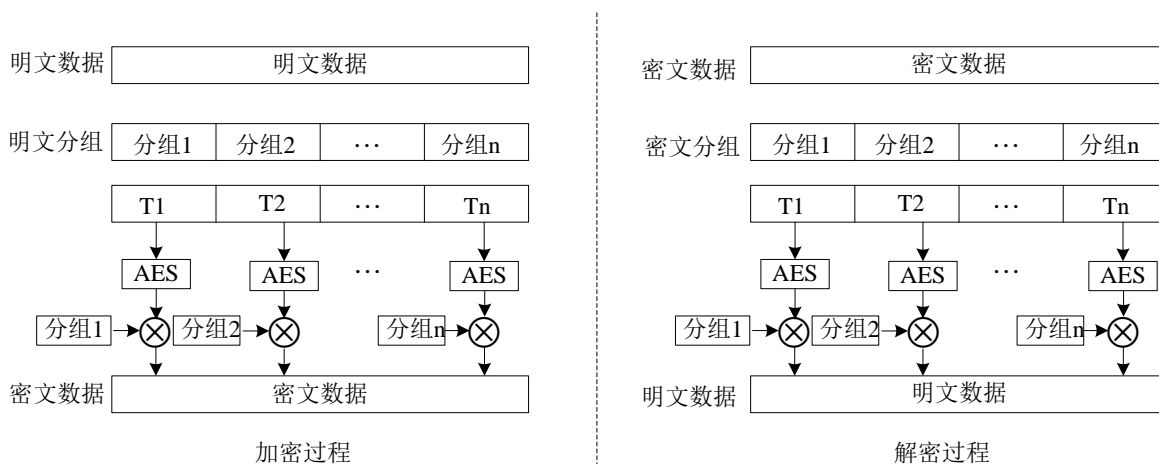 明文数据 明文数据
明文分组 分组1 分组2 … 分组n
T1 T2 … Tn
AES AES … AES
分组1 分组2 分组n
密文数据 密文数据
加密过程
密文数据 密文数据
密文分组 分组1 分组2 … 分组n
T1 T2 … Tn
AES AES … AES
分组1 分组2 分组n
明文数据 明文数据
解密过程